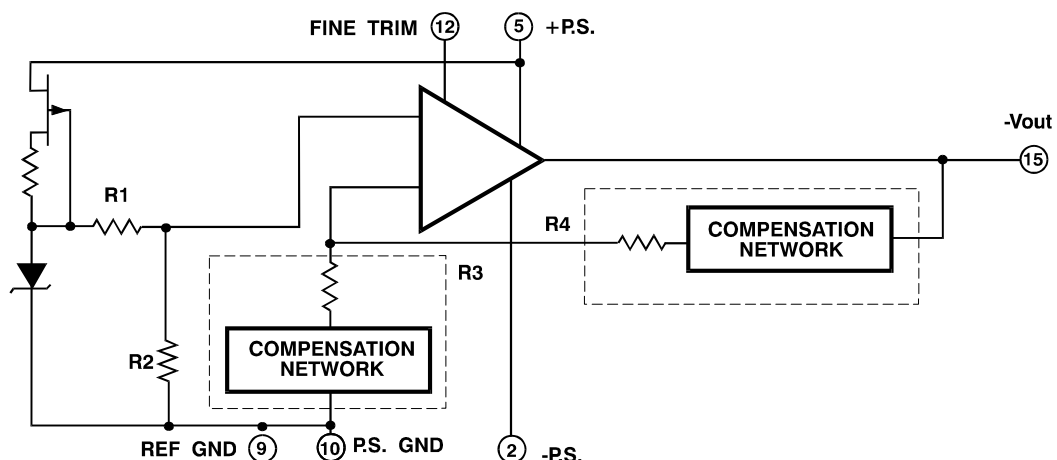 FINE TRIM 12 5 +P.S.
-Vout
15
R1
R4
COMPENSATION
NETWORK
R3
COMPENSATION
NETWORK
R2
REF GND 9 10 P.S. GND 2 -P.S.